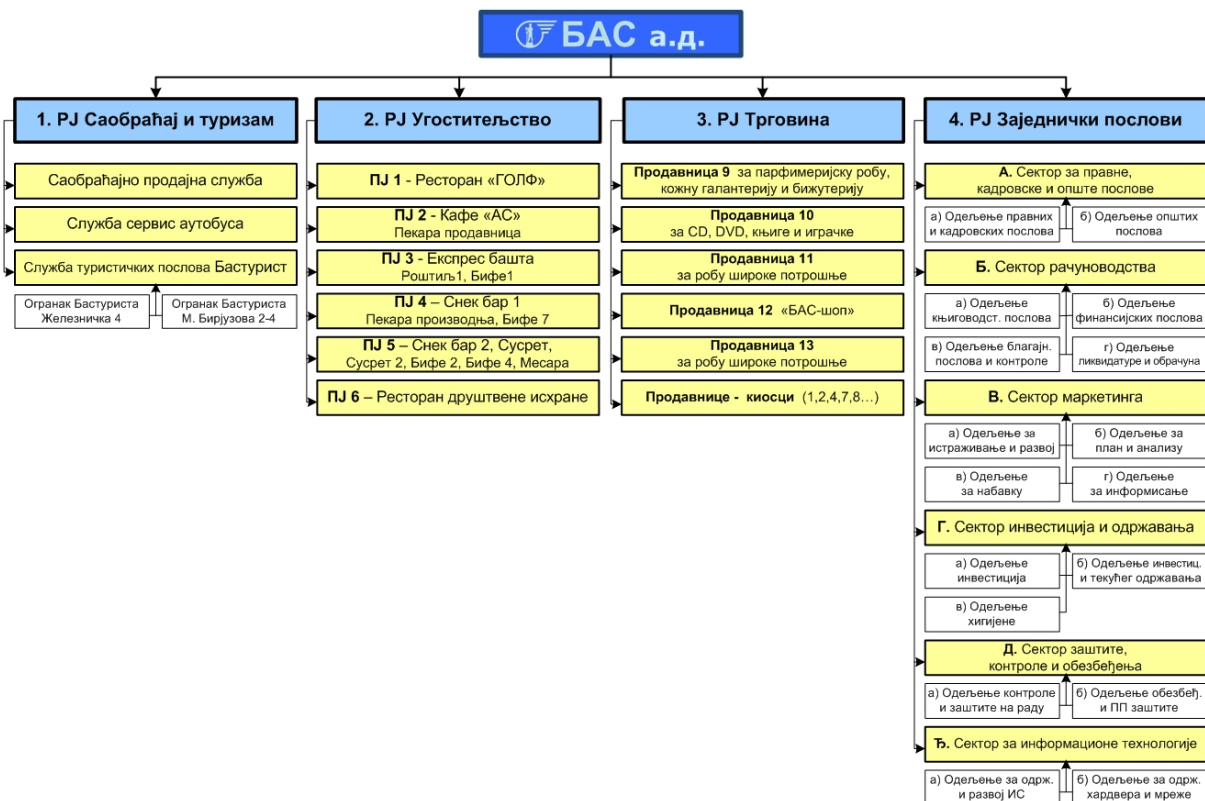 БАС а.д.
1. РЈ Саобраћај и туризам
Саобраћајно продајна служба
Служба сервис аутобуса
Служба туристичких послова Бастурист
Огранак Бастуриста
Железничка 4
Огранак Бастуриста
М. Бирјузова 2-4
2. РЈ Угоститељство
ПЈ 1 - Ресторан «ГОЛФ»
ПЈ 2 - Кафе «АС»
Пекара продавница
ПЈ 3 - Експрес башта
Роштиљ1, Бифе1
ПЈ 4 – Снек бар 1
Пекара производња, Бифе 7
ПЈ 5 – Снек бар 2, Сусрет,
Сусрет 2, Бифе 2, Бифе 4, Месара
ПЈ 6 – Ресторан друштвене исхране
3. РЈ Трговина
Продавница 9 за парфимеријску робу,
кожну галантерију и бижутерију
Продавница 10
за CD, DVD, књиге и играчке
Продавница 11
за робу широке потрошње
Продавница 12 «БАС-шоп»
Продавница 13
за робу широке потрошње
Продавнице - киосци (1,2,4,7,8...)
4. РЈ Заједнички послови
А. Сектор за правне,
кадровске и опште послове
а) Одељење правних
и кадровских послова
б) Одељење општих
послова
Б. Сектор рачуноводства
а) Одељење
књиговодст. послова
б) Одељење
финансијских послова
в) Одељење благајн.
послова и контроле
г) Одељење
ликвидатуре и обрачуна
В. Сектор маркетинга
а) Одељење за
истраживање и развој
б) Одељење за
план и анализу
в) Одељење
за набавку
г) Одељење
за информисање
Г. Сектор инвестиција и одржавања
а) Одељење
инвестиција
б) Одељење инвестиц.
и текућег одржавања
в) Одељење
хигијене
Д. Сектор заштите,
контроле и обезбеђења
а) Одељење контроле
и заштите на раду
б) Одељење обезбеђ.
и ПП заштите
Ђ. Сектор за информационе технологије
а) Одељење за одрж.
и развој ИС
б) Одељење за одрж.
хардвера и мреже